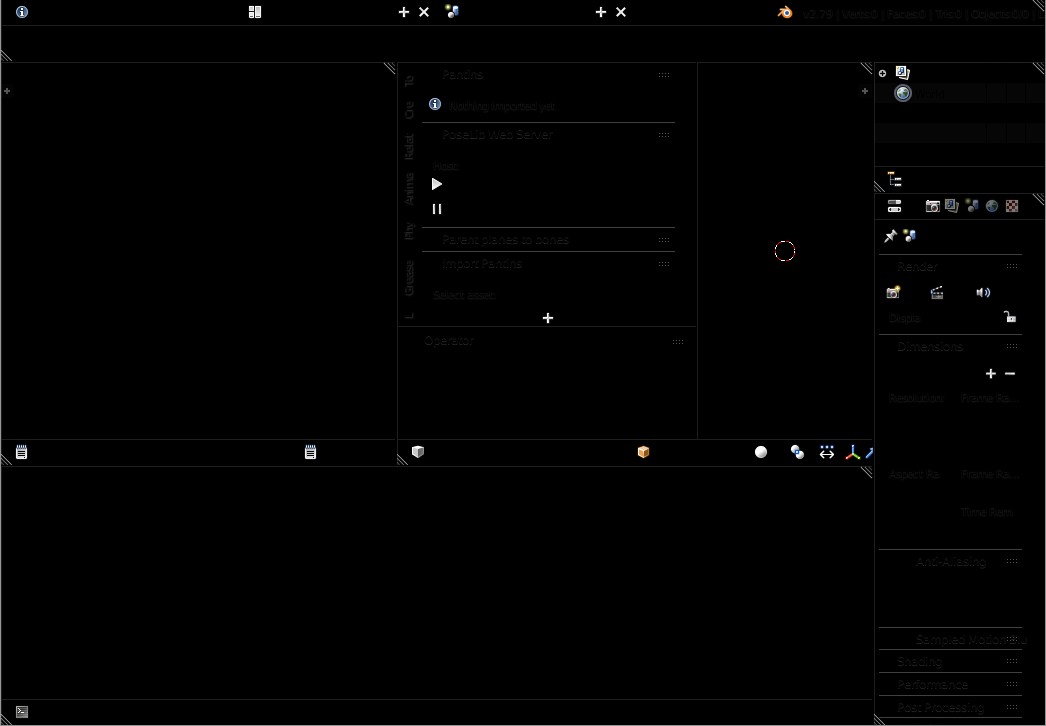 v2.79 | Verts:0 | Faces:0 | Tris:0 | Objects:0/0 |
To
Cre
Relat
Anima
Phy
Grease
L
Pantins
Nothing imported yet
PoseLib Web Server
Host:
Parent planes to bones
Import Pantins
Select asset:
Operator
Render
Displa
Dimensions
Resolution: Frame Ra...
Aspect Ra Frame Ra...
Time Rem
Anti-Aliasing
Sampled Motion Blu
Shading
Performance
Post Processing